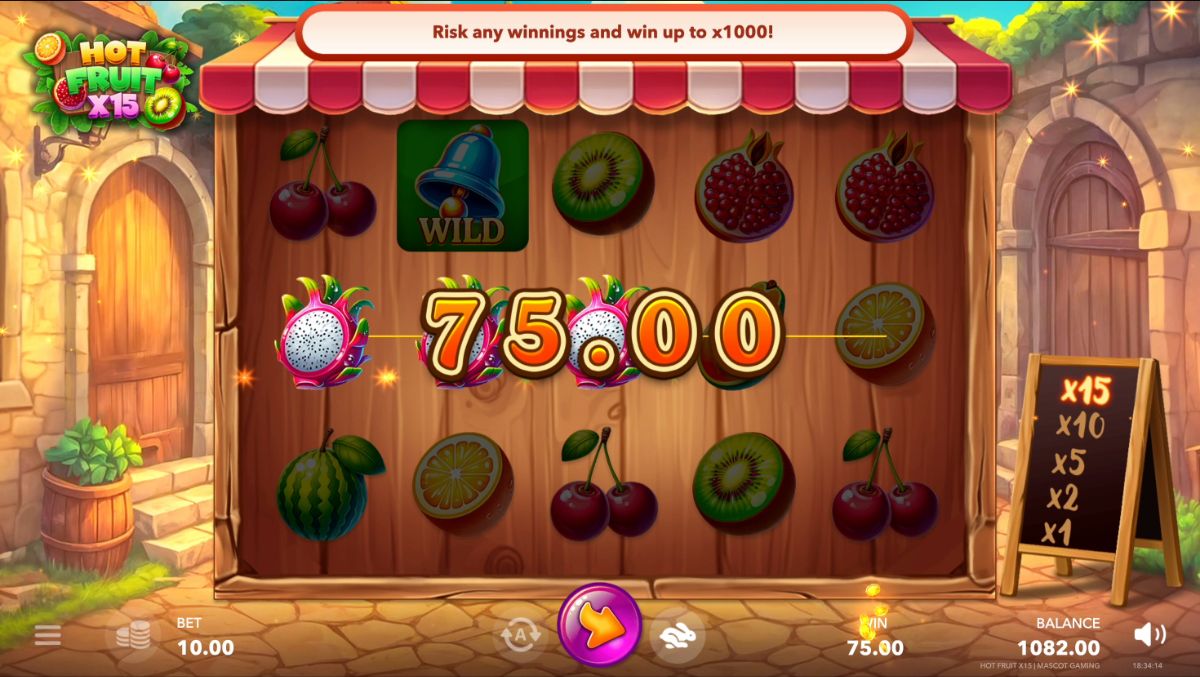 Risk any winnings and win up to x1000!
HOT
FRUIT
X15
WILD
75.00
x15
x10
x5
x2
x1
BET
10.00
A
WIN
75.00
BALANCE
1082.00
HOT FRUIT X15 | MASCOT GAMING
18:34:14